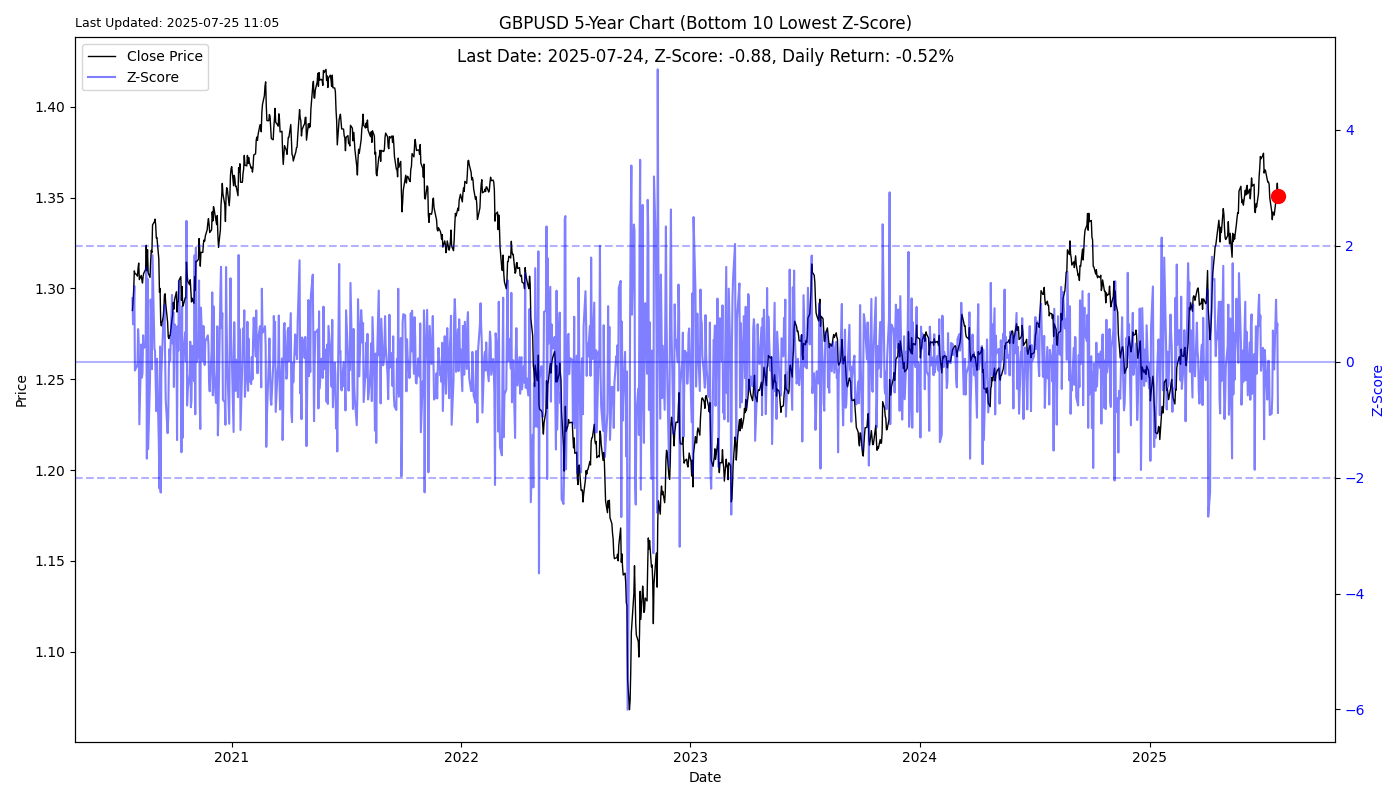 Last Updated: 2025-07-25 11:05
GBPUSD 5-Year Chart (Bottom 10 Lowest Z-Score)
Last Date: 2025-07-24, Z-Score: -0.88, Daily Return: -0.52%
Close Price
Z-Score
1.40
1.35
1.30
1.25
1.20
1.15
1.10
Price
4
2
0
−2
−4
−6
Z-Score
2021
2022
2023
2024
2025
Date